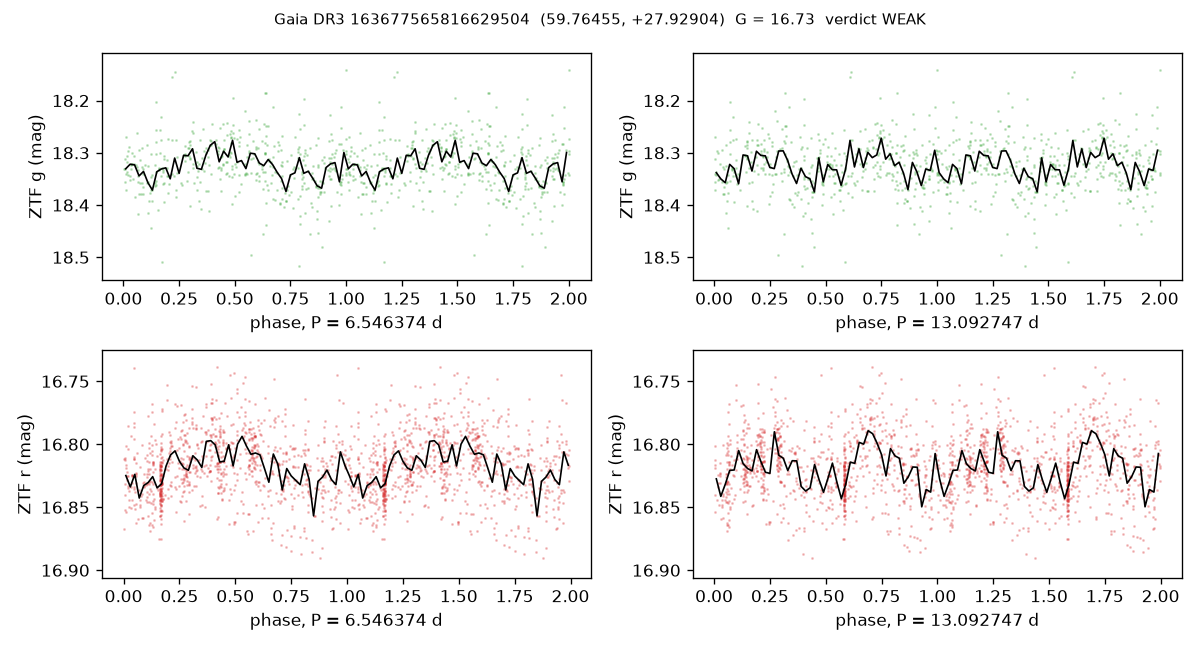 Gaia DR3 163677565816629504  (59.76455, +27.92904)  G = 16.73  verdict WEAK
ZTF g (mag)
18.2
18.3
18.4
18.5
0.00 0.25 0.50 0.75 1.00 1.25 1.50 1.75 2.00
phase, P = 6.546374 d
ZTF g (mag)
18.2
18.3
18.4
18.5
0.00 0.25 0.50 0.75 1.00 1.25 1.50 1.75 2.00
phase, P = 13.092747 d
ZTF r (mag)
16.75
16.80
16.85
16.90
0.00 0.25 0.50 0.75 1.00 1.25 1.50 1.75 2.00
phase, P = 6.546374 d
ZTF r (mag)
16.75
16.80
16.85
16.90
0.00 0.25 0.50 0.75 1.00 1.25 1.50 1.75 2.00
phase, P = 13.092747 d